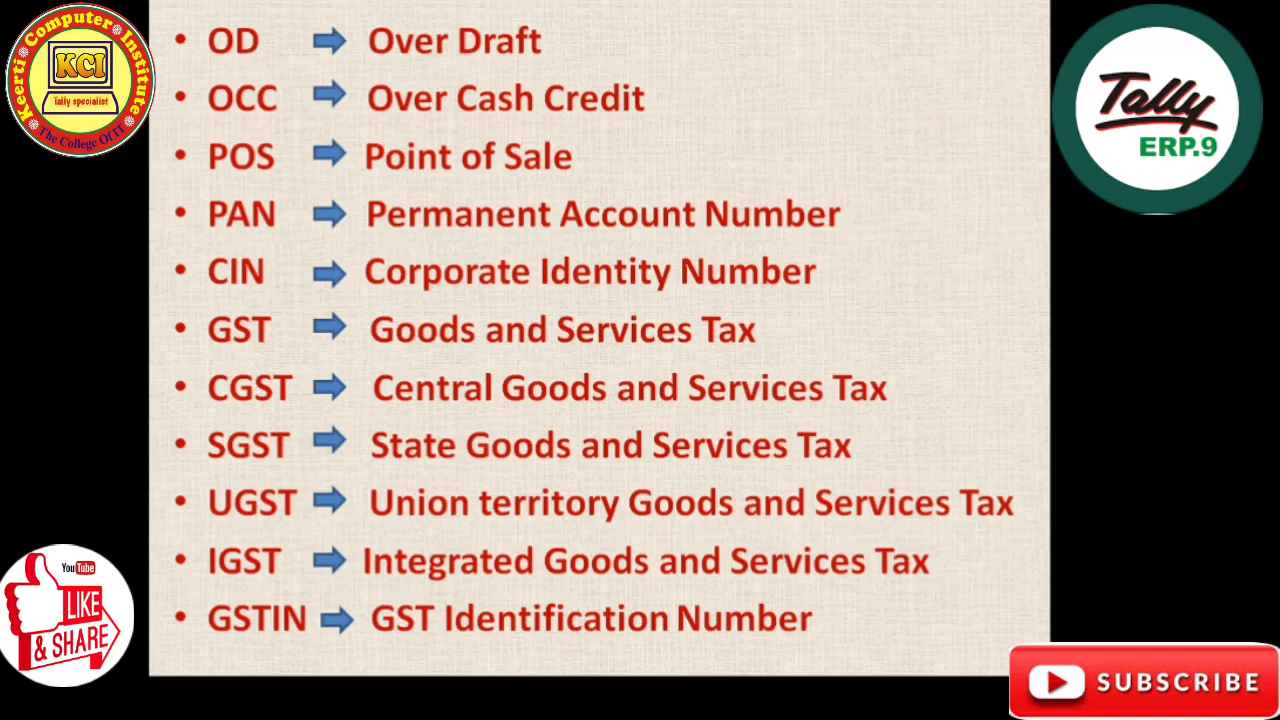 Keerti Computer Institute
KCI
Tally specialist
The College Of IT
• OD Over Draft
• OCC Over Cash Credit
• POS Point of Sale
• PAN Permanent Account Number
• CIN Corporate Identity Number
• GST Goods and Services Tax
• CGST Central Goods and Services Tax
• SGST State Goods and Services Tax
• UGST Union territory Goods and Services Tax
• IGST Integrated Goods and Services Tax
• GSTIN GST Identification Number
Tally
ERP.9
YouTube
LIKE
& SHARE
SUBSCRIBE